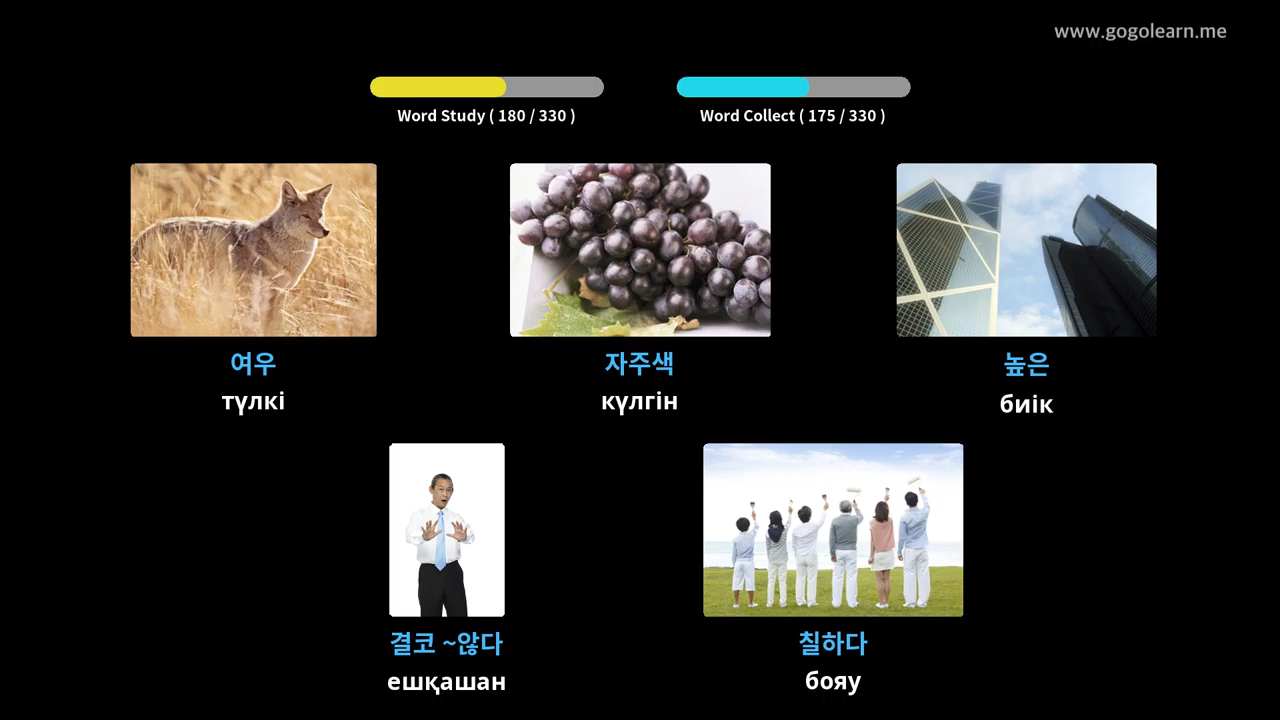 www.gogolearn.me
Word Study ( 180 / 330 )
Word Collect ( 175 / 330 )
여우
түлкі
자주색
күлгін
높은
биік
결코 ~않다
ешқашан
칠하다
бояу